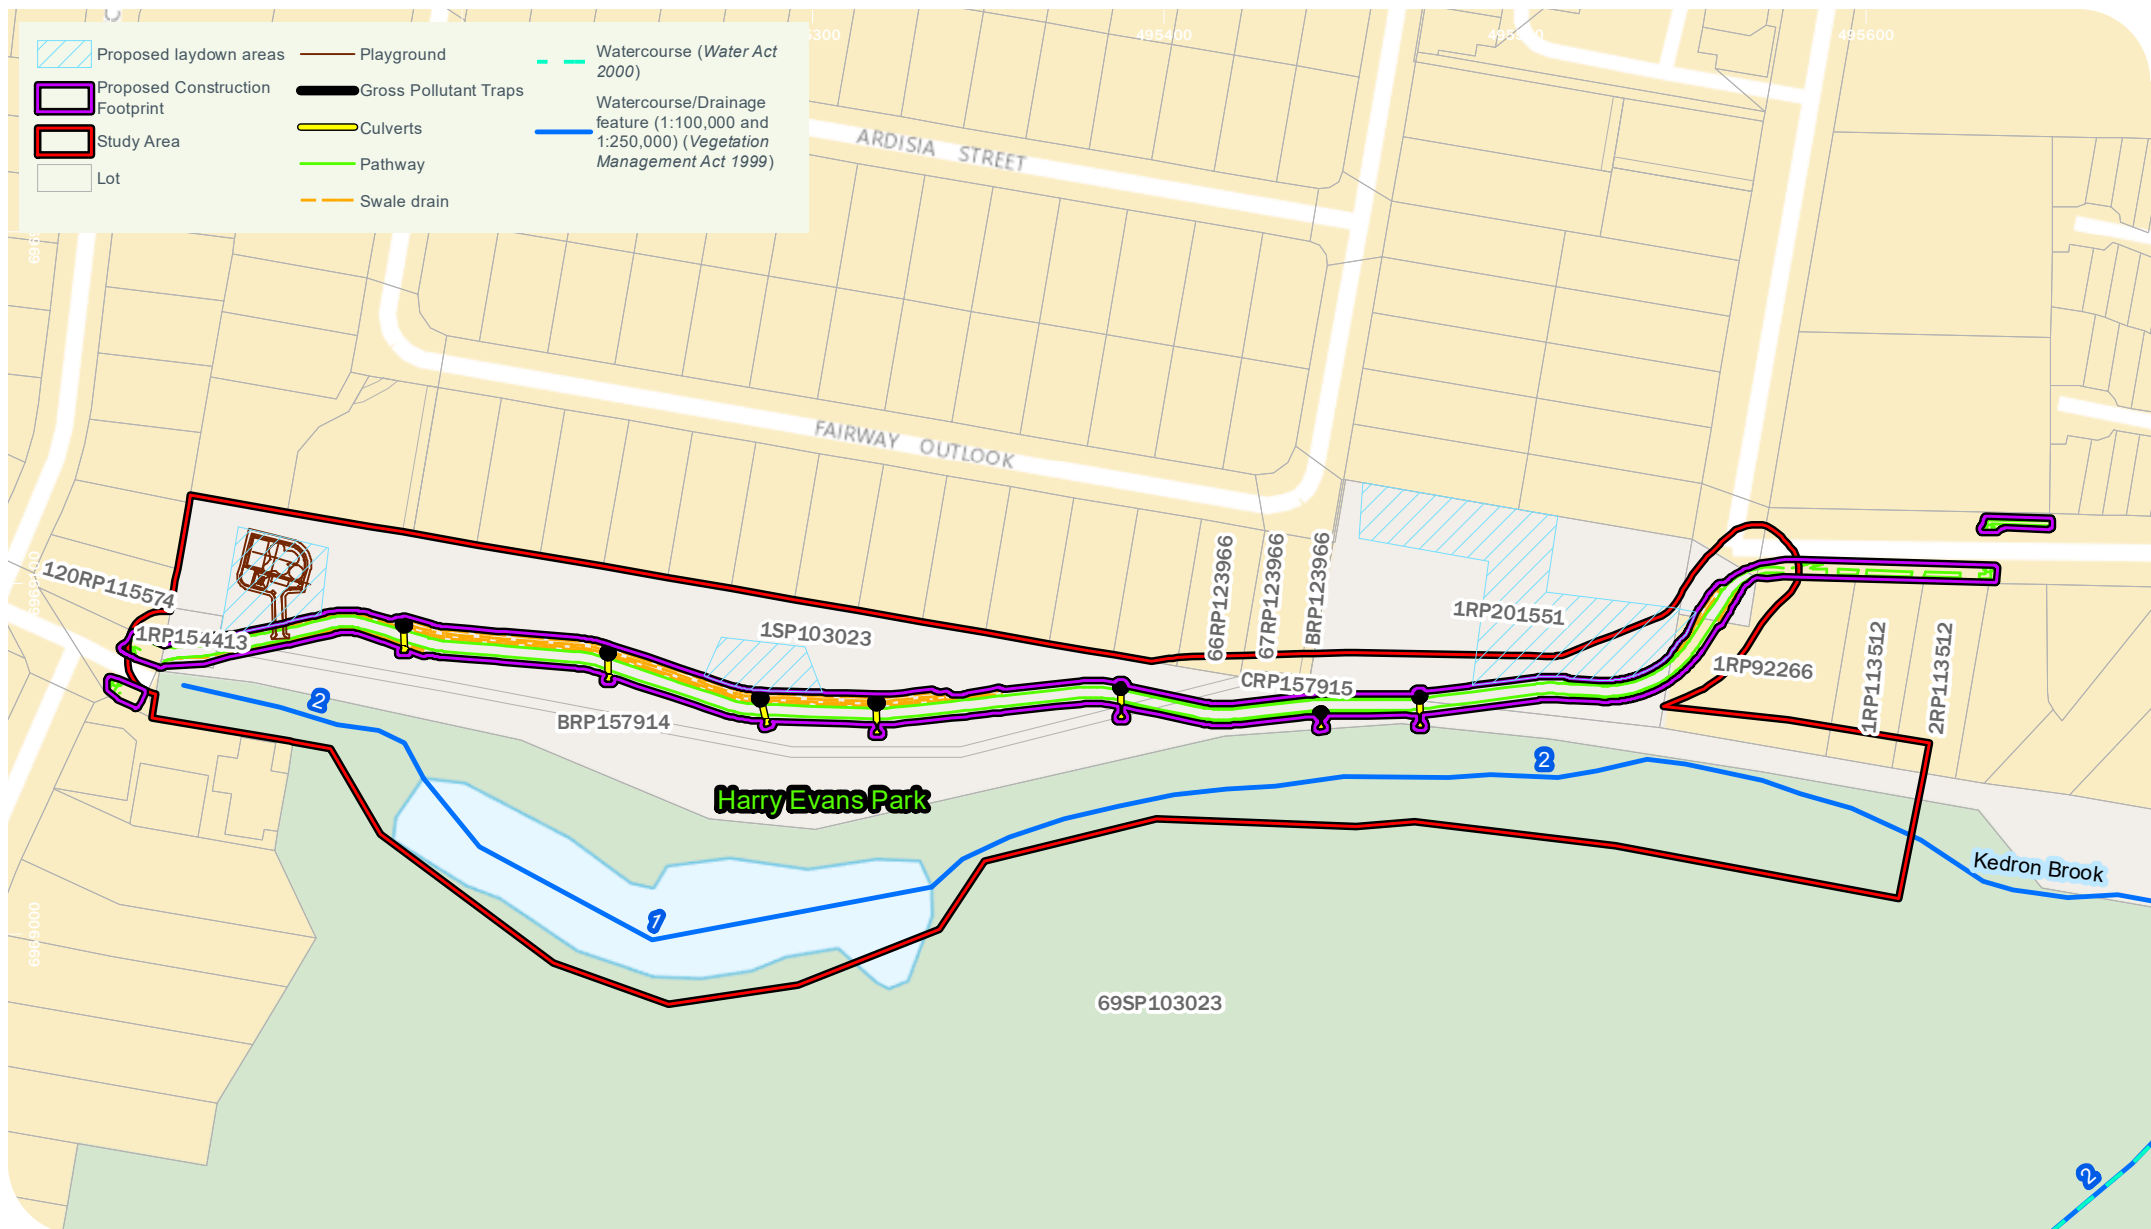 Proposed laydown areas
Proposed Construction
Footprint
Study Area
Lot
Playground
Gross Pollutant Traps
Culverts
Pathway
Swale drain
Watercourse (Water Act
2000)
Watercourse/Drainage
feature (1:100,000 and
1:250,000) (Vegetation
Management Act 1999)
495400
495600
ARDISIA STREET
FAIRWAY OUTLOOK
120RP115574
1RP154413
1SP103023
66RP123966
67RP123966
BRP123966
1RP201551
CRP157915
1RP92266
1RP113512
2RP113512
BRP157914
2
Harry Evans Park
2
Kedron Brook
1
69SP103023
6969000
2